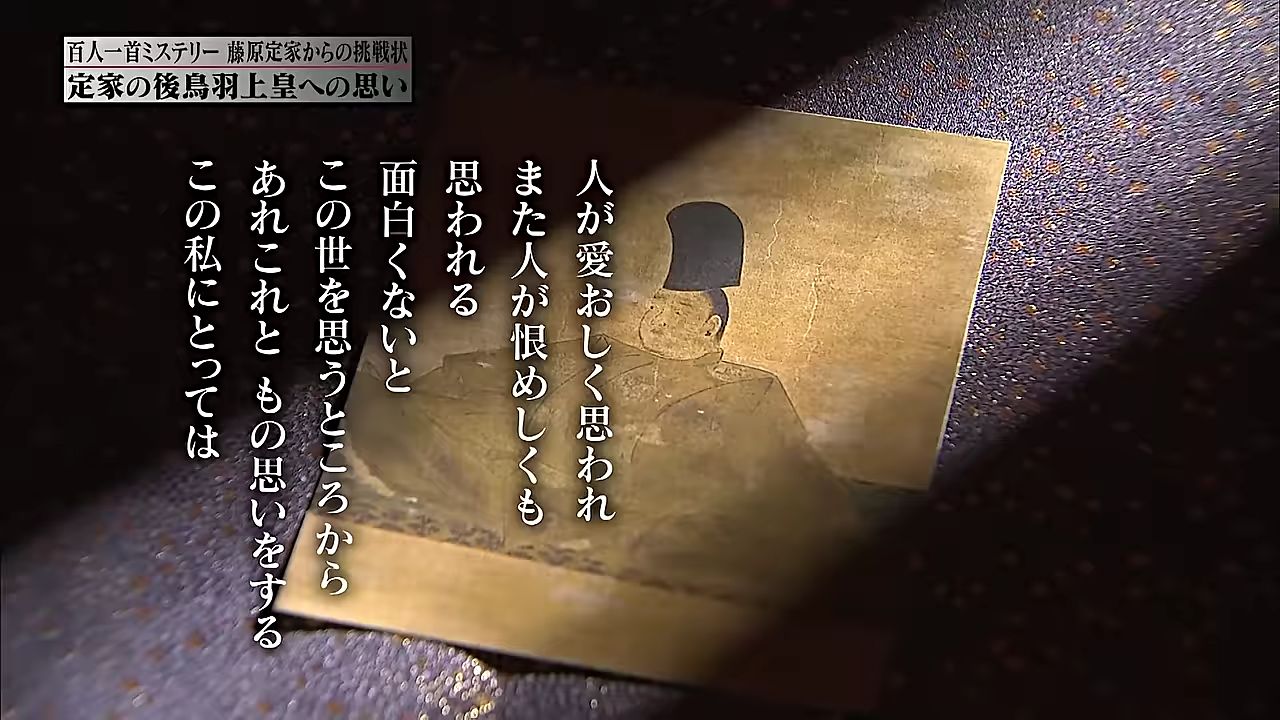 百人一首ミステリー 藤原定家からの挑戦状
定家の後鳥羽上皇への思い
人が愛おしく思われ
また人が恨めしくも
思われる
面白くないと
この世を思うところから
あれこれと もの思いをする
この私にとっては